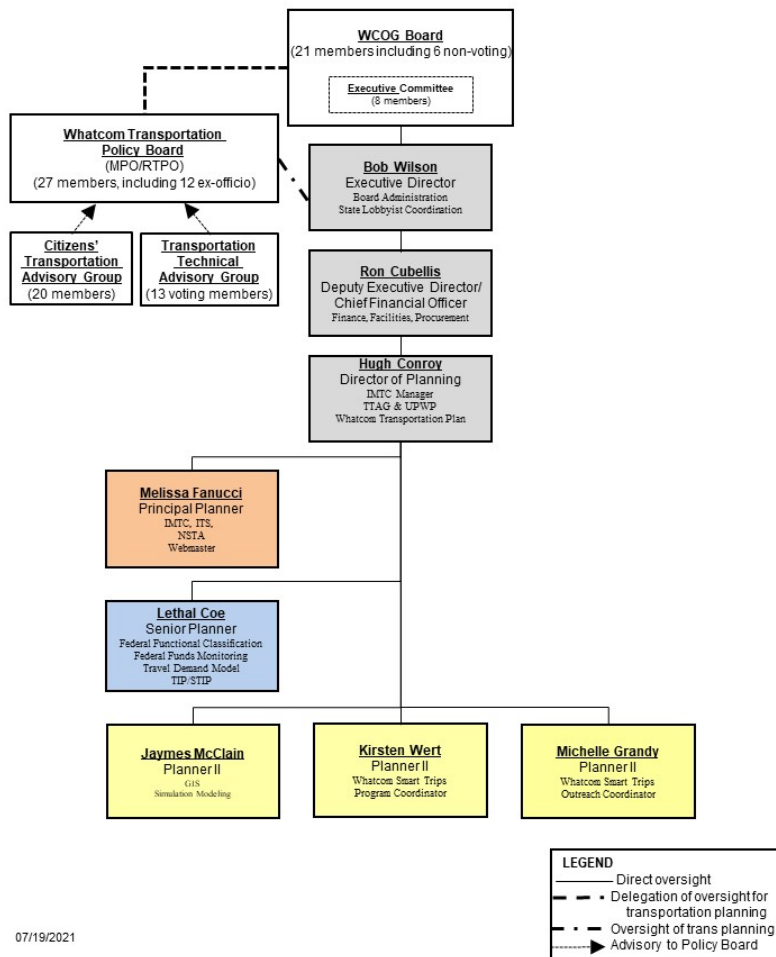 WCOG Board
(21 members including 6 non-voting)
Executive Committee
(8 members)
Whatcom Transportation
Policy Board
(MPO/RTPO)
(27 members, including 12 ex-officio)
Citizens'
Transportation
Advisory Group
(20 members)
Transportation
Technical
Advisory Group
(13 voting members)
Bob Wilson
Executive Director
Board Administration
State Lobbyist Coordination
Ron Cubellis
Deputy Executive Director/
Chief Financial Officer
Finance, Facilities, Procurement
Hugh Conroy
Director of Planning
IMTC Manager
TTAG & UPWP
Whatcom Transportation Plan
Melissa Fanucci
Principal Planner
IMTC, ITS,
NSTA
Webmaster
Lethal Coe
Senior Planner
Federal Functional Classification
Federal Funds Monitoring
Travel Demand Model
TIP/STIP
Jaymes McClain
Planner II
GIS
Simulation Modeling
Kirsten Wert
Planner II
Whatcom Smart Trips
Program Coordinator
Michelle Grandy
Planner II
Whatcom Smart Trips
Outreach Coordinator
LEGEND
Direct oversight
Delegation of oversight for
transportation planning
Oversight of trans planning
Advisory to Policy Board
07/19/2021